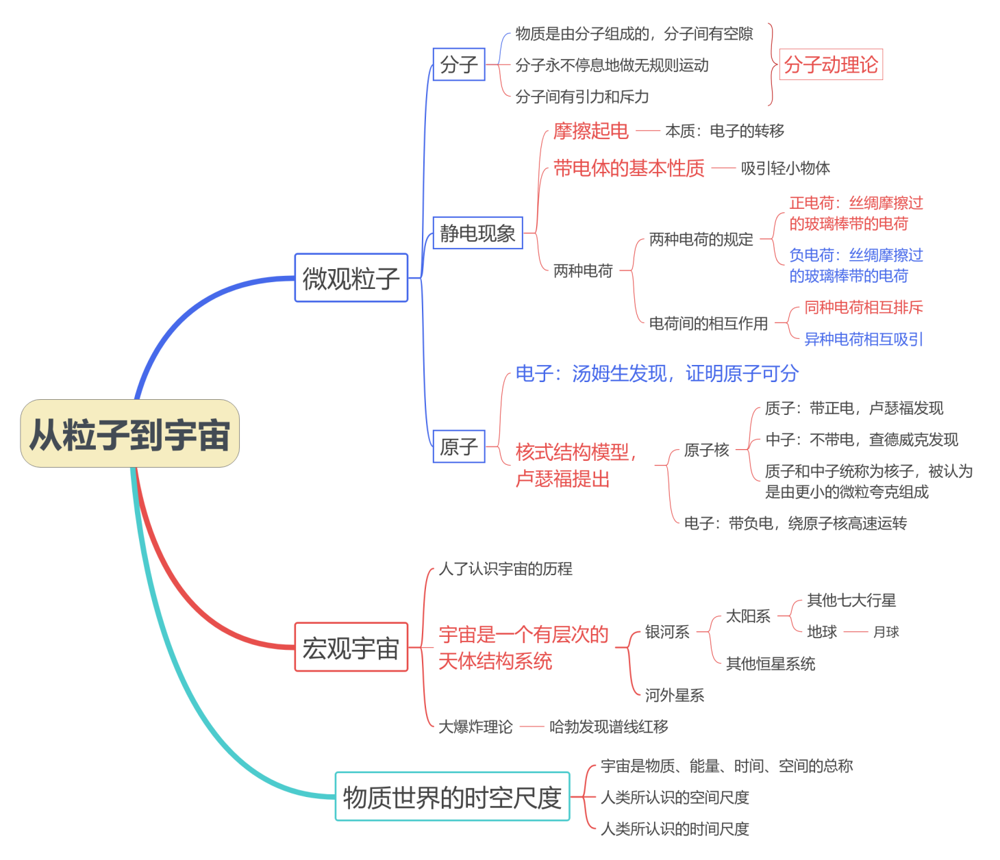 从粒子到宇宙
微观粒子
分子
物质是由分子组成的，分子间有空隙
分子永不停息地做无规则运动
分子间有引力和斥力
分子动理论
静电现象
摩擦起电
本质：电子的转移
带电体的基本性质
吸引轻小物体
两种电荷
两种电荷的规定
正电荷：丝绸摩擦过
的玻璃棒带的电荷
负电荷：丝绸摩擦过
的玻璃棒带的电荷
电荷间的相互作用
同种电荷相互排斥
异种电荷相互吸引
原子
电子：汤姆生发现，证明原子可分
核式结构模型，
卢瑟福提出
原子核
质子：带正电，卢瑟福发现
中子：不带电，查德威克发现
质子和中子统称为核子，被认为
是由更小的微粒夸克组成
电子：带负电，绕原子核高速运转
宏观宇宙
人了认识宇宙的历程
宇宙是一个有层次的
天体结构系统
银河系
太阳系
其他七大行星
地球
月球
其他恒星系统
河外星系
大爆炸理论
哈勃发现谱线红移
物质世界的时空尺度
宇宙是物质、能量、时间、空间的总称
人类所认识的空间尺度
人类所认识的时间尺度